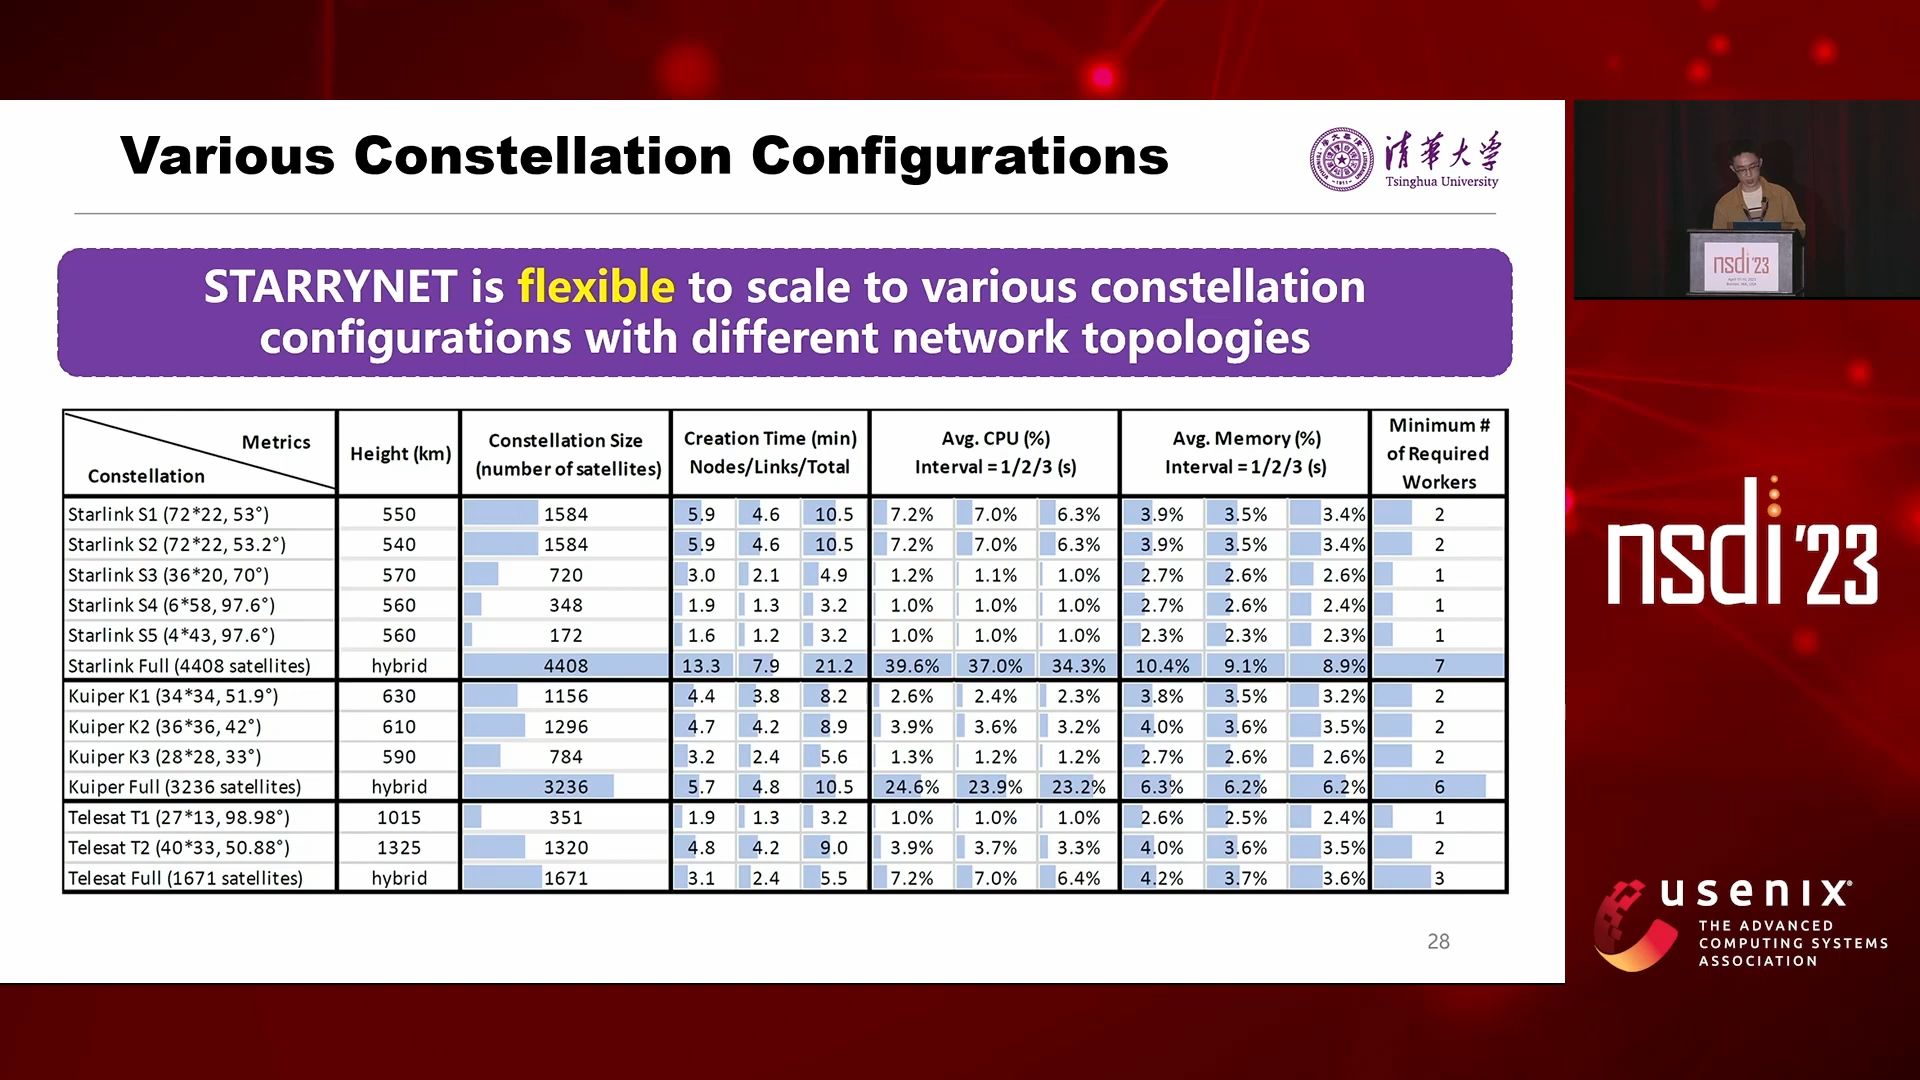 Various Constellation Configurations
清華大学
Tsinghua University
STARRYNET is flexible to scale to various constellation
configurations with different network topologies
Metrics
Constellation
Height (km)
Constellation Size
(number of satellites)
Creation Time (min)
Nodes/Links/Total
Avg. CPU (%)
Interval = 1/2/3 (s)
Avg. Memory (%)
Interval = 1/2/3 (s)
Minimum #
of Required
Workers
Starlink S1 (72*22, 53°) 550 1584 5.9 4.6 10.5 7.2% 7.0% 6.3% 3.9% 3.5% 3.4% 2
Starlink S2 (72*22, 53.2°) 540 1584 5.9 4.6 10.5 7.2% 7.0% 6.3% 3.9% 3.5% 3.4% 2
Starlink S3 (36*20, 70°) 570 720 3.0 2.1 4.9 1.2% 1.1% 1.0% 2.7% 2.6% 2.6% 1
Starlink S4 (6*58, 97.6°) 560 348 1.9 1.3 3.2 1.0% 1.0% 1.0% 2.7% 2.6% 2.4% 1
Starlink S5 (4*43, 97.6°) 560 172 1.6 1.2 3.2 1.0% 1.0% 1.0% 2.3% 2.3% 2.3% 1
Starlink Full (4408 satellites) hybrid 4408 13.3 7.9 21.2 39.6% 37.0% 34.3% 10.4% 9.1% 8.9% 7
Kuiper K1 (34*34, 51.9°) 630 1156 4.4 3.8 8.2 2.6% 2.4% 2.3% 3.8% 3.5% 3.2% 2
Kuiper K2 (36*36, 42°) 610 1296 4.7 4.2 8.9 3.9% 3.6% 3.2% 4.0% 3.6% 3.5% 2
Kuiper K3 (28*28, 33°) 590 784 3.2 2.4 5.6 1.3% 1.2% 1.2% 2.7% 2.6% 2.6% 2
Kuiper Full (3236 satellites) hybrid 3236 5.7 4.8 10.5 24.6% 23.9% 23.2% 6.3% 6.2% 6.2% 6
Telesat T1 (27*13, 98.98°) 1015 351 1.9 1.3 3.2 1.0% 1.0% 1.0% 2.6% 2.5% 2.4% 1
Telesat T2 (40*33, 50.88°) 1325 1320 4.8 4.2 9.0 3.9% 3.7% 3.3% 4.0% 3.6% 3.5% 2
Telesat Full (1671 satellites) hybrid 1671 3.1 2.4 5.5 7.2% 7.0% 6.4% 4.2% 3.7% 3.6% 3
28
nsdi '23
nsdi '23
usenix®
THE ADVANCED
COMPUTING SYSTEMS
ASSOCIATION